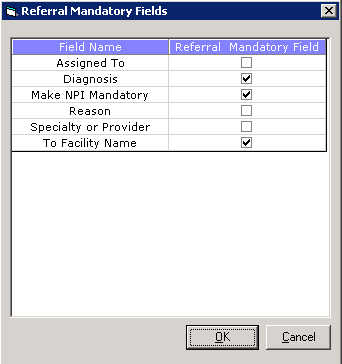 Referral Mandatory Fields
Field Name Referral Mandatory Field
Assigned To
Diagnosis
Make NPI Mandatory
Reason
Specialty or Provider
To Facility Name
OK Cancel